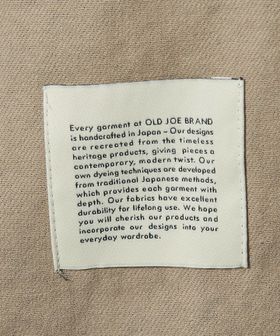 Every garment at OLD JOE BRAND
is handcrafted in Japan – Our designs
are recreated from the timeless
heritage products, giving pieces a
contemporary, modern twist. Our
own dyeing techniques are developed
from traditional Japanese methods,
which provides each garment with
depth. Our fabrics have excellent
durability for lifelong use. We hope
you will cherish our products and
incorporate our designs into your
everyday wardrobe.